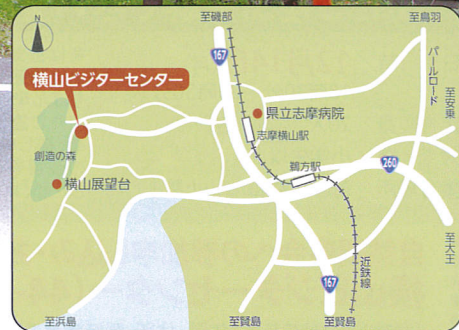 至磯部
至鳥羽
167
パールロード
横山ビジターセンター
県立志摩病院
至安乗
志摩横山駅
創造の森
鵜方駅
260
横山展望台
至大王
近鉄線
167
至浜島
至賢島
至賢島